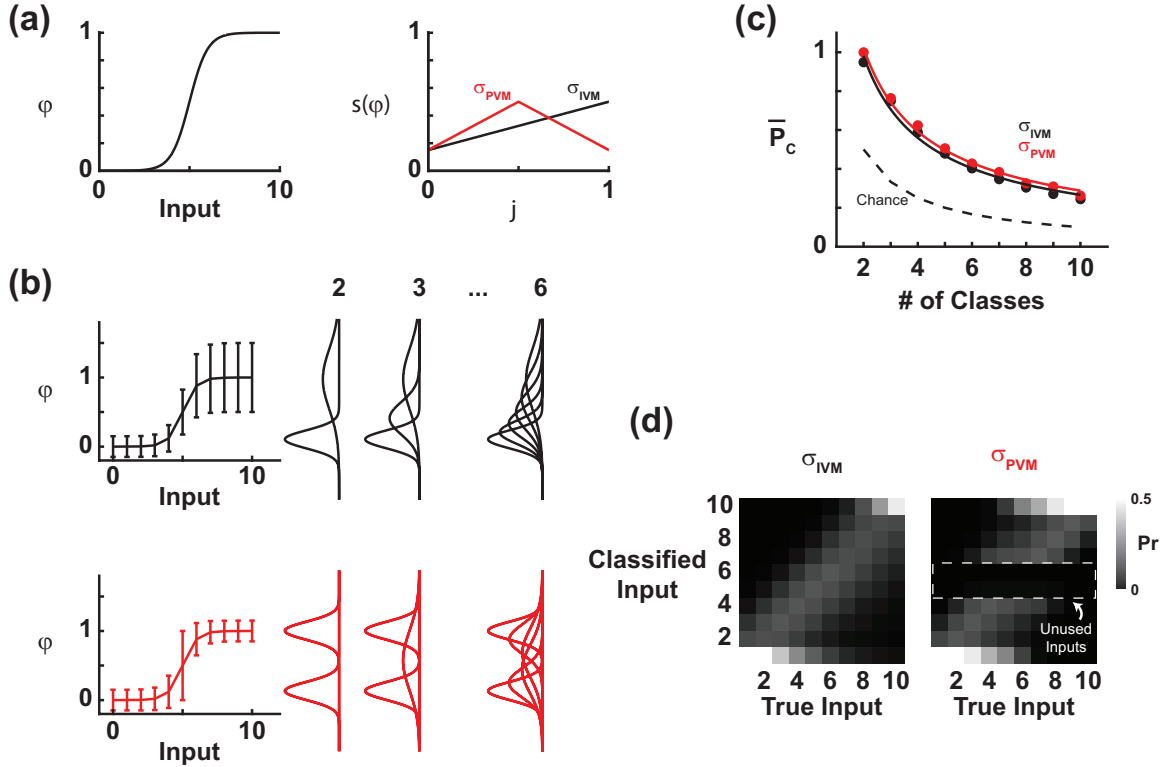 (a)
1
φ
0
0
10
Input
1
s(φ)
0
0
1
j
σPVM
σIVM
(c)
1
P̅c
0
σIVM
σPVM
Chance
2
4
6
8
10
# of Classes
(b)
2
3
...
6
φ
1
0
0
10
Input
φ
1
0
0
10
Input
(d)
σIVM
σPVM
Classified
Input
10
8
6
4
2
2 4 6 8 10
True Input
2 4 6 8 10
True Input
Unused
Inputs
0.5
Pr
0